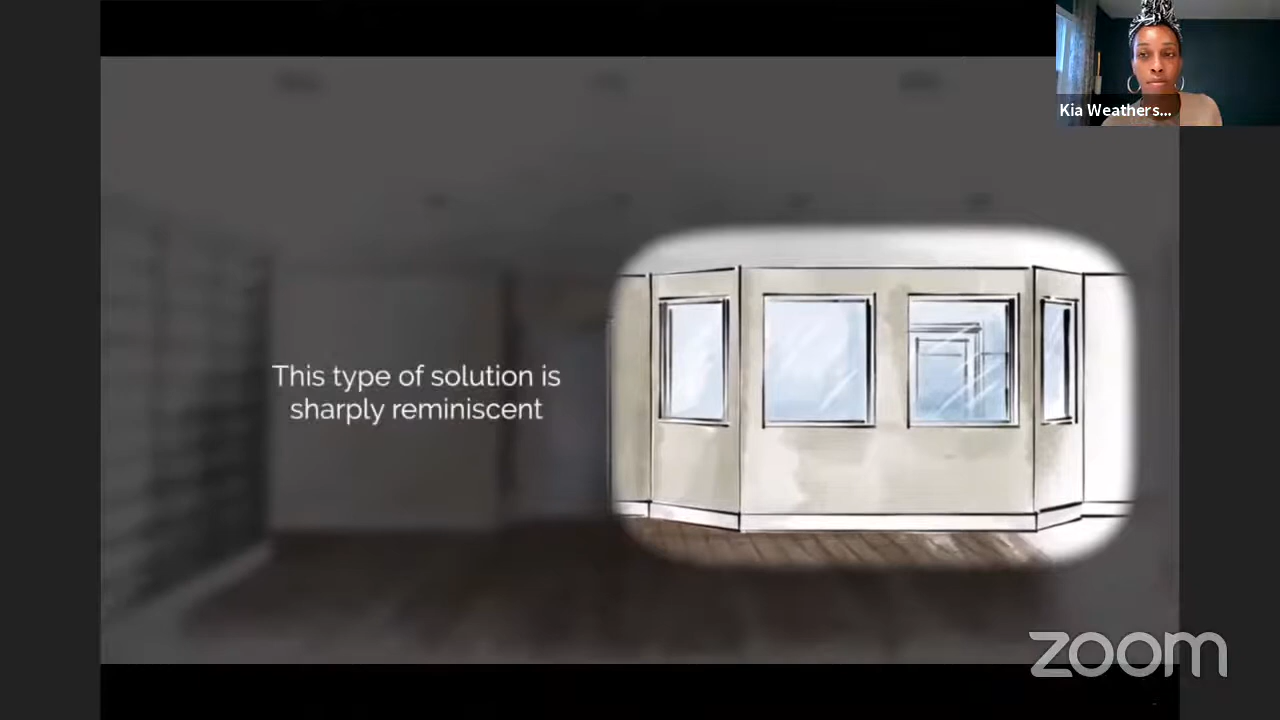 Kia Weathers...
This type of solution is
sharply reminiscent
zoom